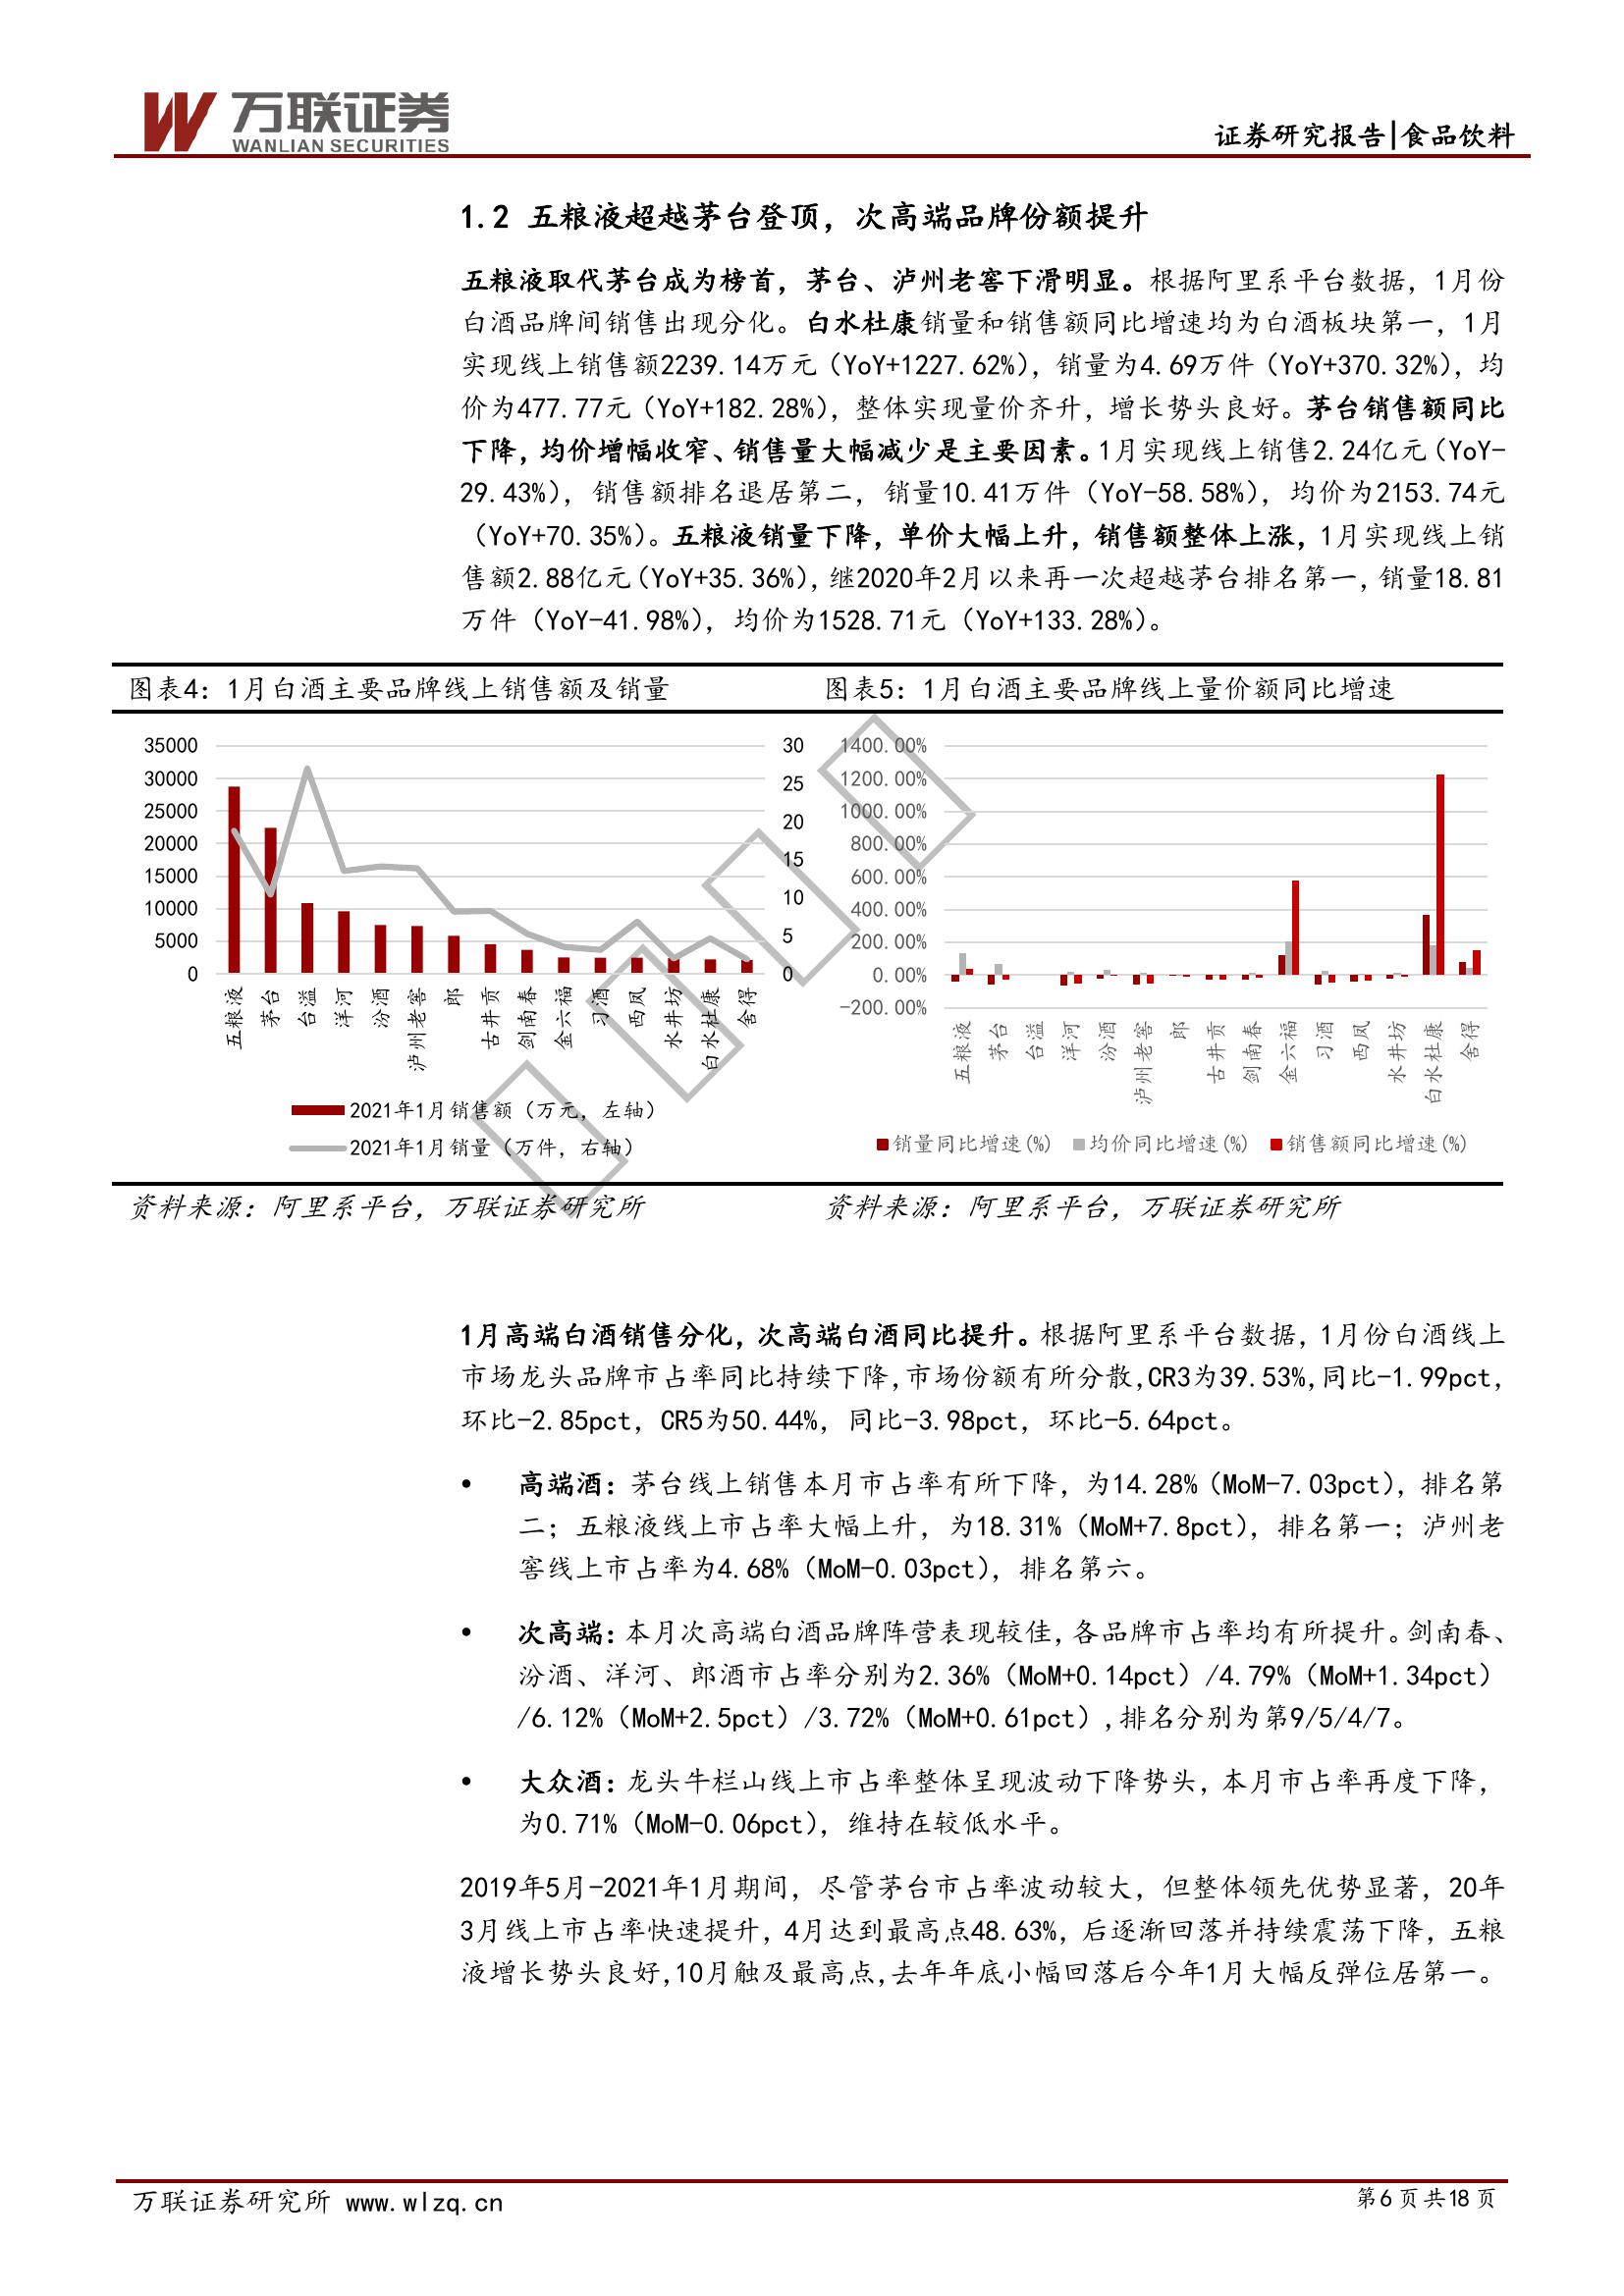 万联证券
WANLIAN SECURITIES
证券研究报告|食品饮料
1.2 五粮液超越茅台登顶，次高端品牌份额提升
五粮液取代茅台成为榜首，茅台、泸州老窖下滑明显。根据阿里系平台数据，1月份
白酒品牌间销售出现分化。白水杜康销量和销售额同比增速均为白酒板块第一，1月
实现线上销售额2239.14万元（YoY+1227.62%），销量为4.69万件（YoY+370.32%），均
价为477.77元（YoY+182.28%），整体实现量价齐升，增长势头良好。茅台销售额同比
下降，均价增幅收窄、销售量大幅减少是主要因素。1月实现线上销售2.24亿元（YoY-
29.43%），销售额排名退居第二，销量10.41万件（YoY-58.58%），均价为2153.74元
（YoY+70.35%）。五粮液销量下降，单价大幅上升，销售额整体上涨，1月实现线上销
售额2.88亿元（YoY+35.36%），继2020年2月以来再一次超越茅台排名第一，销量18.81
万件（YoY-41.98%），均价为1528.71元（YoY+133.28%）。
图表4：1月白酒主要品牌线上销售额及销量
35000
30000
25000
20000
15000
10000
5000
0
30
25
20
15
10
5
0
五粮液
茅台
台溢
洋河
汾酒
泸州老窖
郎
古井贡
剑南春
金六福
习酒
西凤
水井坊
白水杜康
舍得
2021年1月销售额（万元，左轴）
2021年1月销量（万件，右轴）
资料来源：阿里系平台，万联证券研究所
图表5：1月白酒主要品牌线上量价额同比增速
1400.00%
1200.00%
1000.00%
800.00%
600.00%
400.00%
200.00%
0.00%
-200.00%
五粮液
茅台
台溢
洋河
汾酒
泸州老窖
郎
古井贡
剑南春
金六福
习酒
西凤
水井坊
白水杜康
舍得
销量同比增速(%)
均价同比增速(%)
销售额同比增速(%)
资料来源：阿里系平台，万联证券研究所
1月高端白酒销售分化，次高端白酒同比提升。根据阿里系平台数据，1月份白酒线上
市场龙头品牌市占率同比持续下降，市场份额有所分散，CR3为39.53%，同比-1.99pct，
环比-2.85pct，CR5为50.44%，同比-3.98pct，环比-5.64pct。
• 高端酒：茅台线上销售本月市占率有所下降，为14.28%（MoM-7.03pct），排名第
二；五粮液线上市占率大幅上升，为18.31%（MoM+7.8pct），排名第一；泸州老
窖线上市占率为4.68%（MoM-0.03pct），排名第六。
• 次高端：本月次高端白酒品牌阵营表现较佳，各品牌市占率均有所提升。剑南春、
汾酒、洋河、郎酒市占率分别为2.36%（MoM+0.14pct）/4.79%（MoM+1.34pct）
/6.12%（MoM+2.5pct）/3.72%（MoM+0.61pct）,排名分别为第9/5/4/7。
• 大众酒：龙头牛栏山线上市占率整体呈现波动下降势头，本月市占率再度下降，
为0.71%（MoM-0.06pct），维持在较低水平。
2019年5月-2021年1月期间，尽管茅台市占率波动较大，但整体领先优势显著，20年
3月线上市占率快速提升，4月达到最高点48.63%，后逐渐回落并持续震荡下降，五粮
液增长势头良好，10月触及最高点，去年年底小幅回落后今年1月大幅反弹位居第一。
万联证券研究所 www.wlzq.cn
第6页共18页